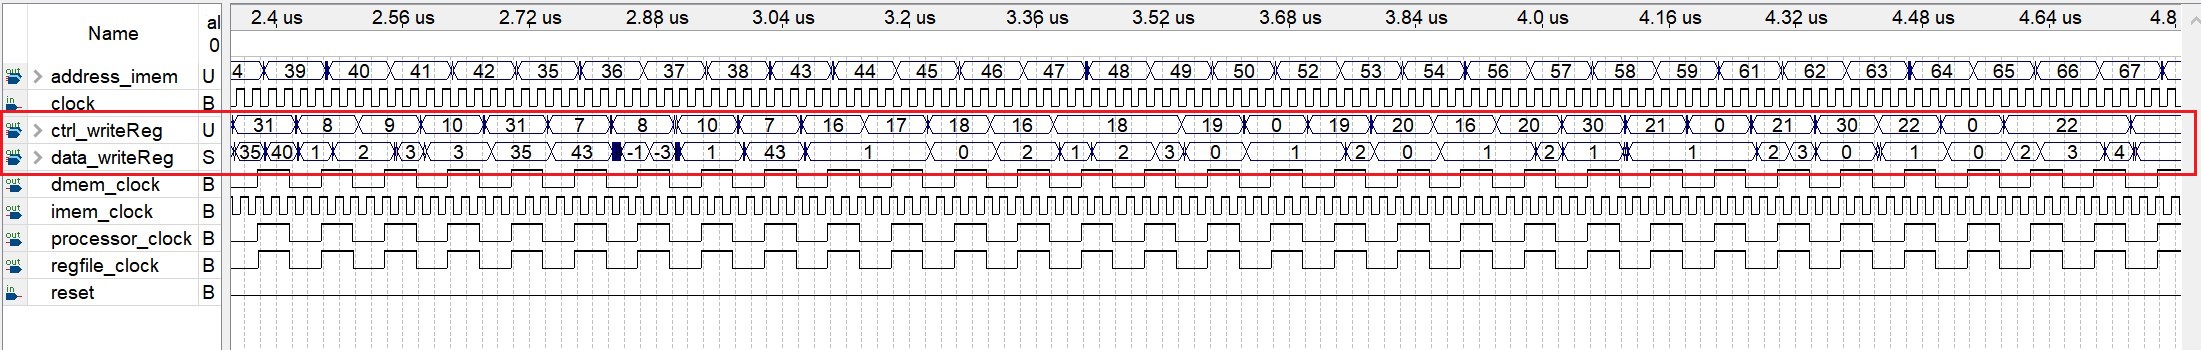 Name al 0 2.4 us 2.56 us 2.72 us 2.88 us 3.04 us 3.2 us 3.36 us 3.52 us 3.68 us 3.84 us 4.0 us 4.16 us 4.32 us 4.48 us 4.64 us 4.8
out address_imem U 4 39 40 41 42 35 36 37 38 43 44 45 46 47 48 49 50 52 53 54 56 57 58 59 61 62 63 64 65 66 67
in clock B
out ctrl_writeReg U 31 8 9 10 31 7 8 10 7 16 17 18 16 18 19 0 19 20 16 20 30 21 0 21 30 22 0 22
out data_writeReg S 35 40 1 2 3 3 35 43 -1 -3 1 43 1 0 2 1 2 3 0 1 2 0 1 2 1 1 2 3 0 1 0 2 3 4
out dmem_clock B
out imem_clock B
out processor_clock B
out regfile_clock B
in reset B